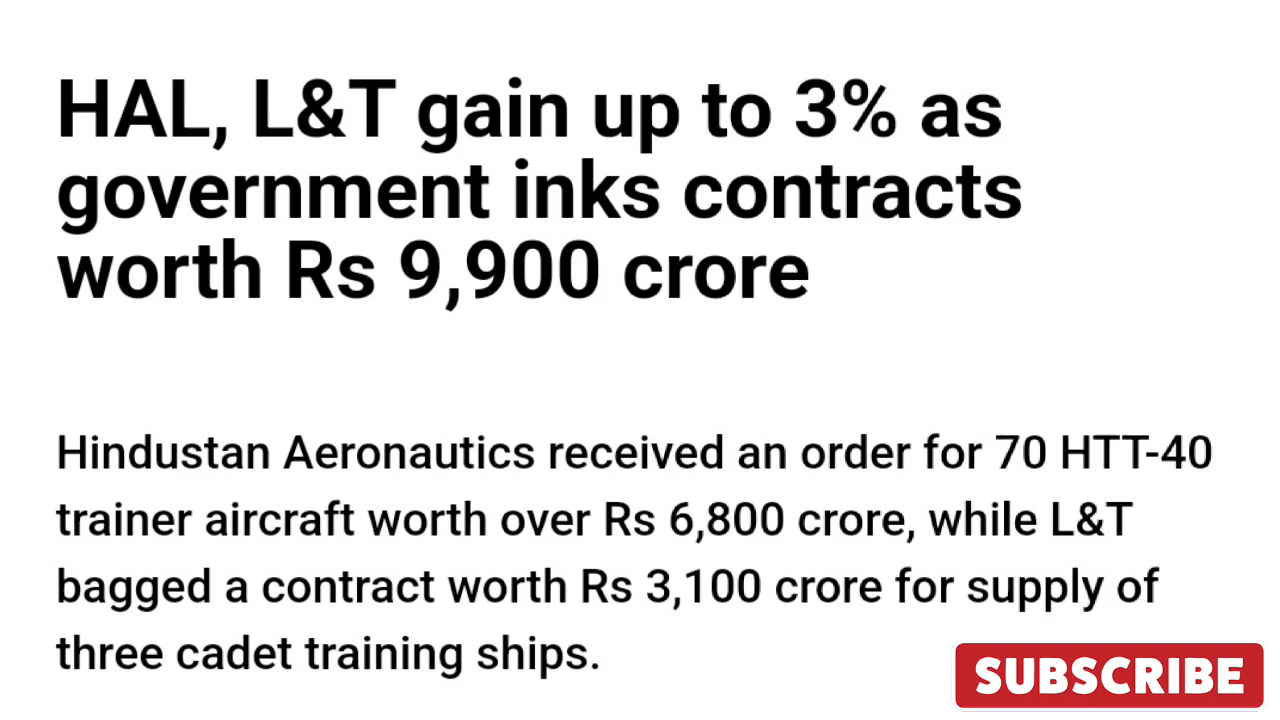 HAL, L&T gain up to 3% as
government inks contracts
worth Rs 9,900 crore
Hindustan Aeronautics received an order for 70 HTT-40
trainer aircraft worth over Rs 6,800 crore, while L&T
bagged a contract worth Rs 3,100 crore for supply of
three cadet training ships.
SUBSCRIBE